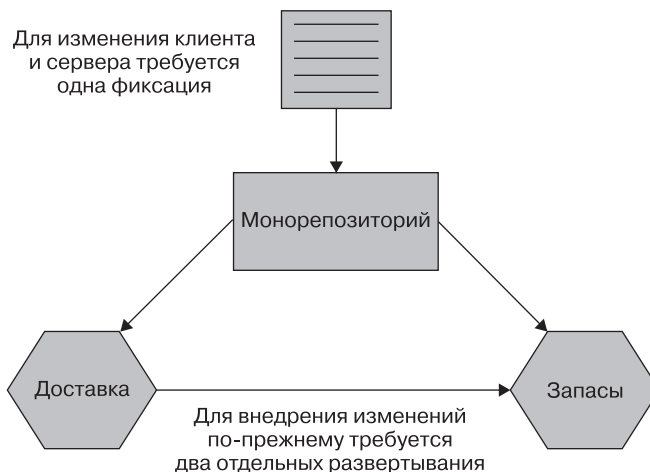 Для изменения клиента
и сервера требуется
одна фиксация
Монорепозиторий
Доставка
Запасы
Для внедрения изменений
по-прежнему требуется
два отдельных развертывания